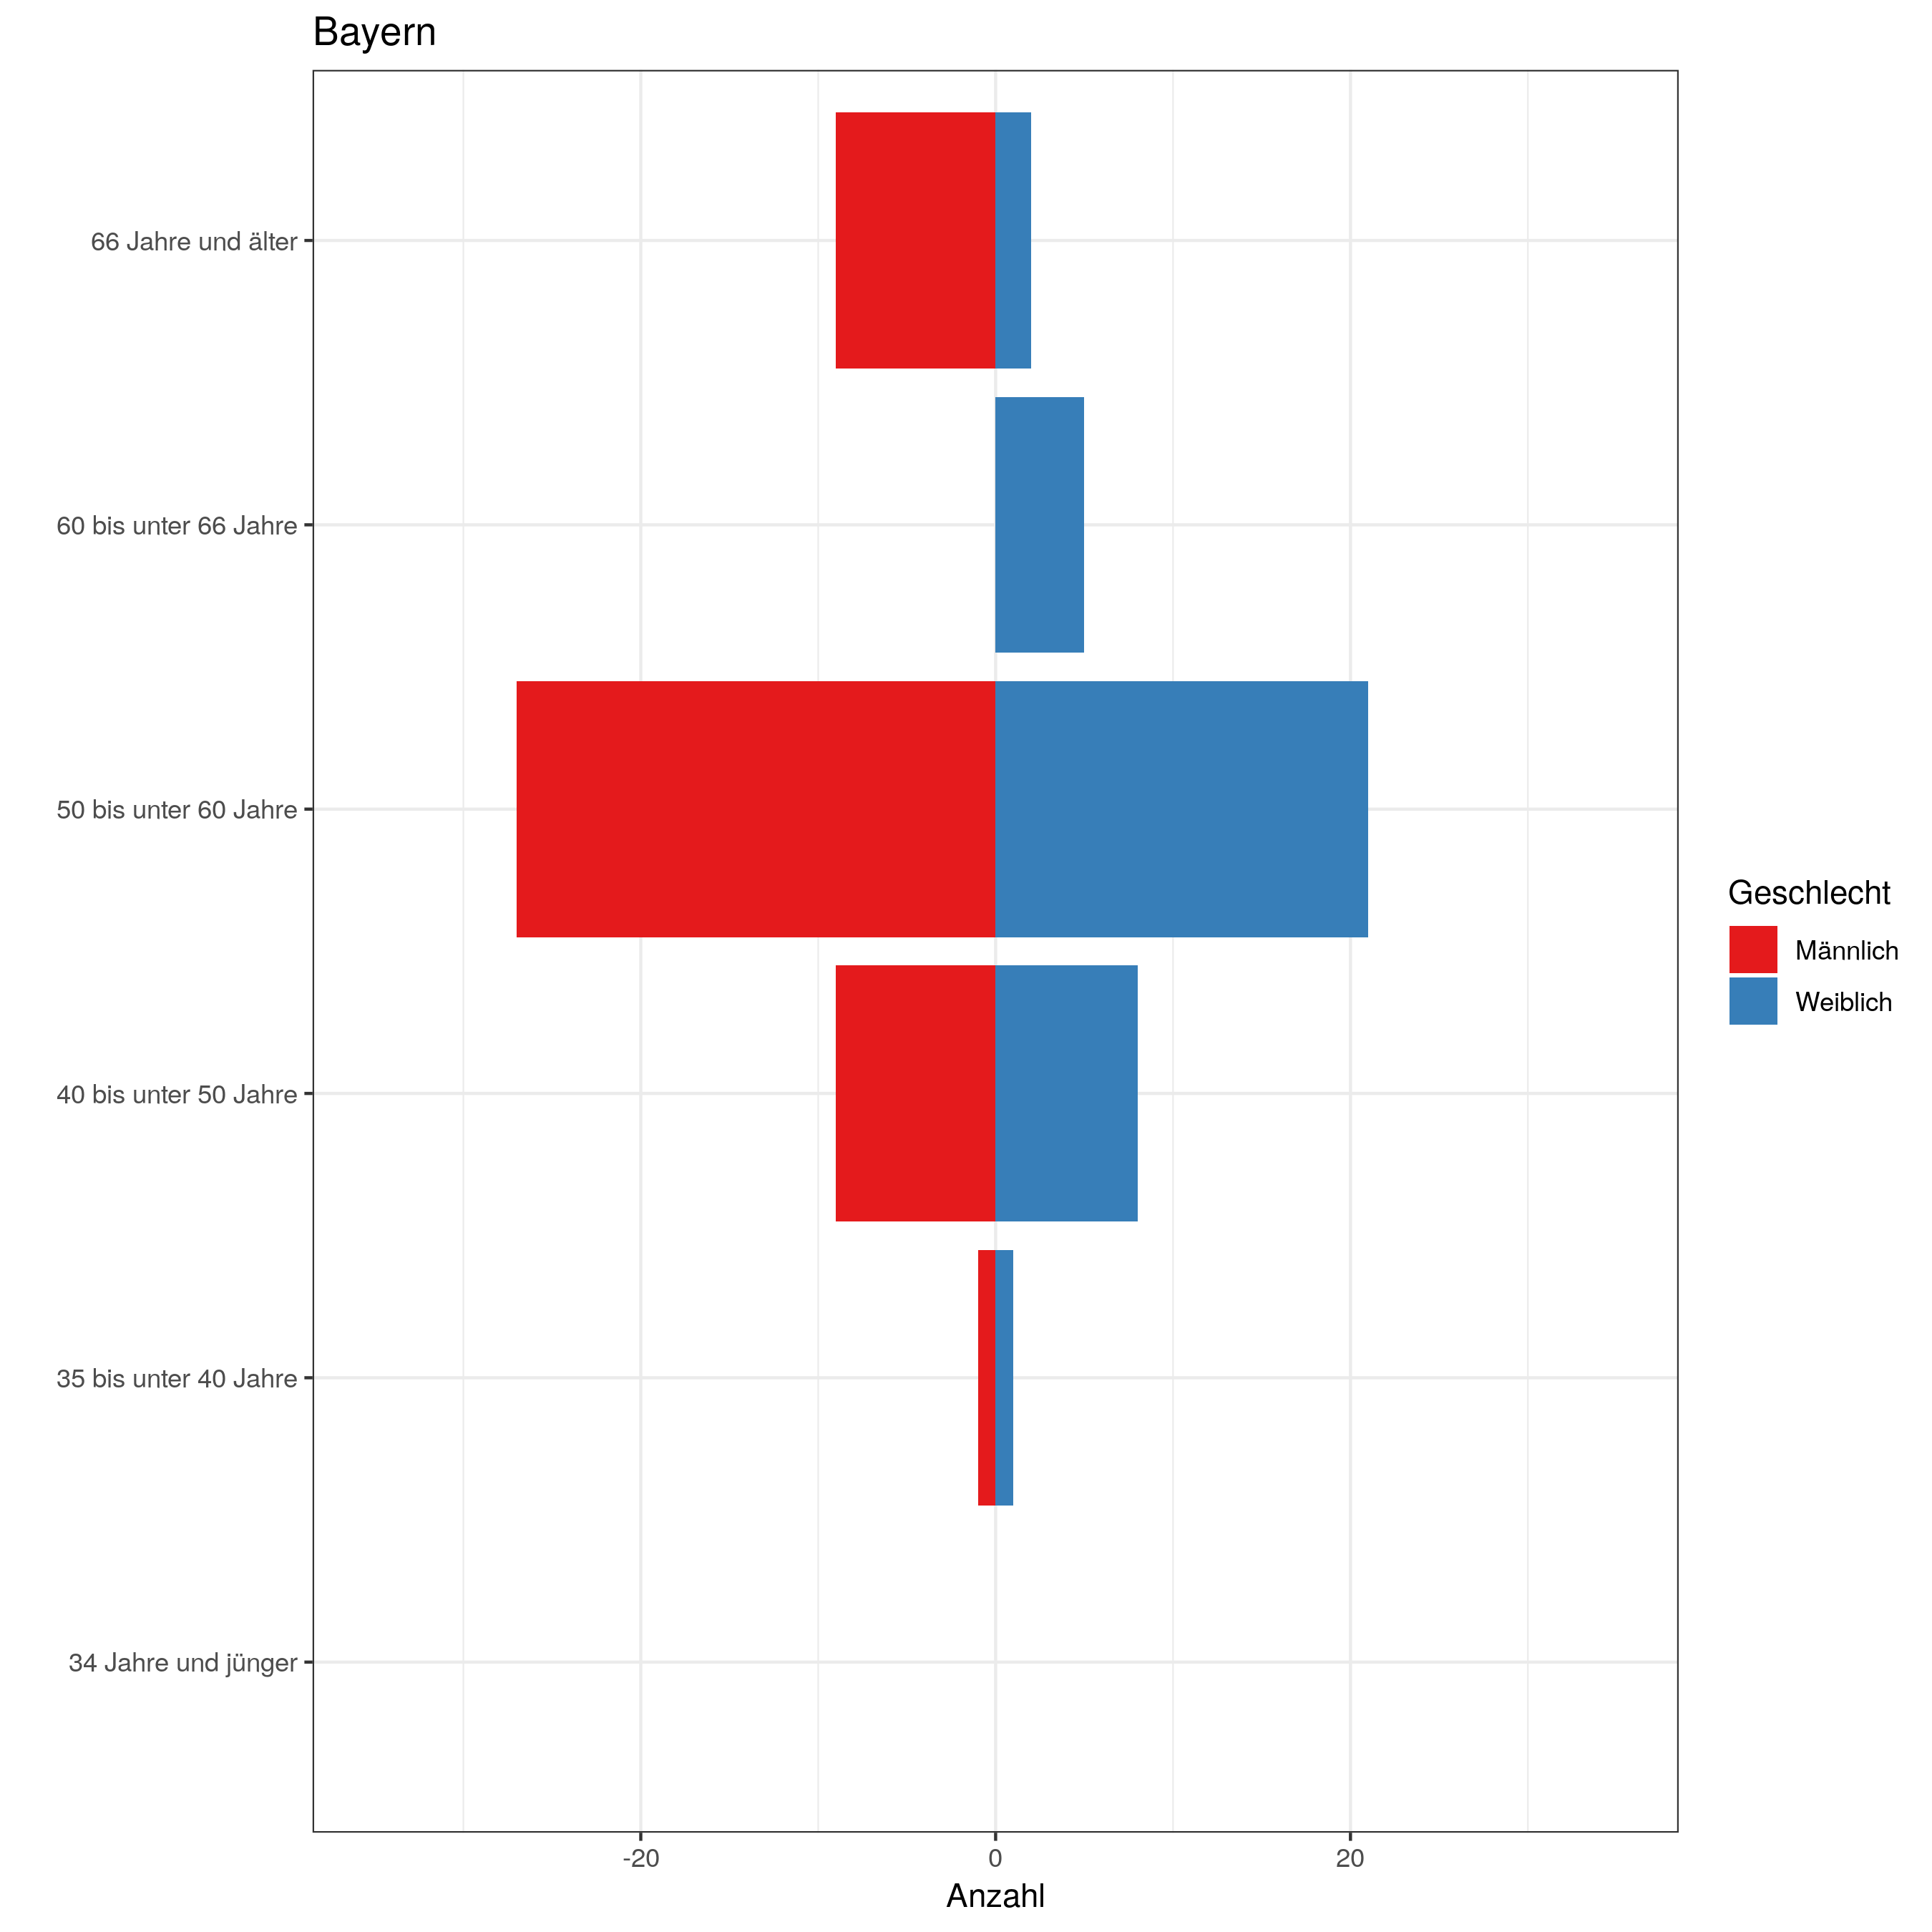 Bayern
66 Jahre und älter
60 bis unter 66 Jahre
50 bis unter 60 Jahre
40 bis unter 50 Jahre
35 bis unter 40 Jahre
34 Jahre und jünger
-20 0 20
Anzahl
Geschlecht
Männlich
Weiblich